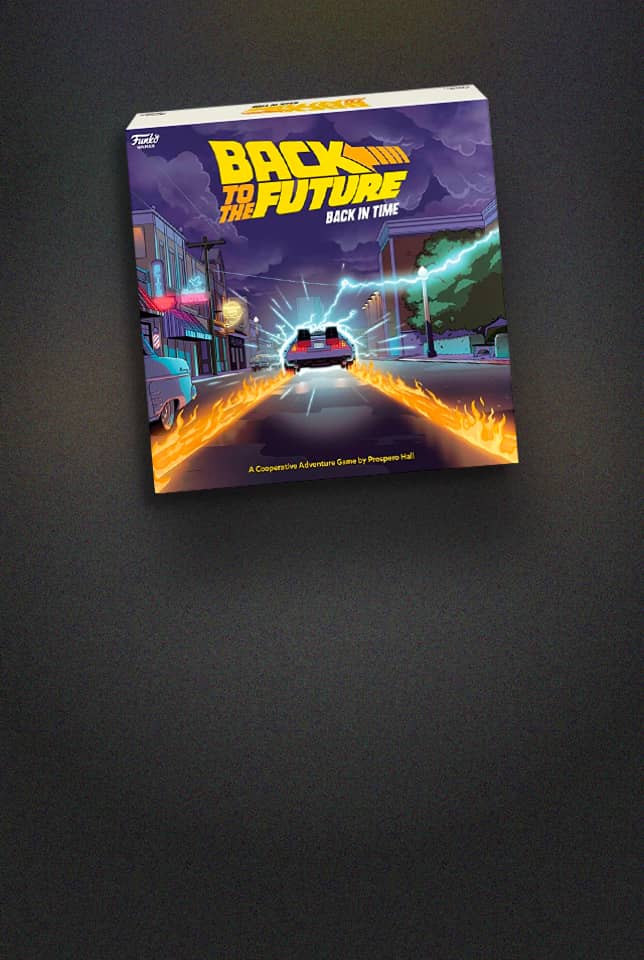 Funko
GAMES
BACK
TO
THE FUTURE
BACK IN TIME
A Cooperative Adventure Game by Prospero Hall